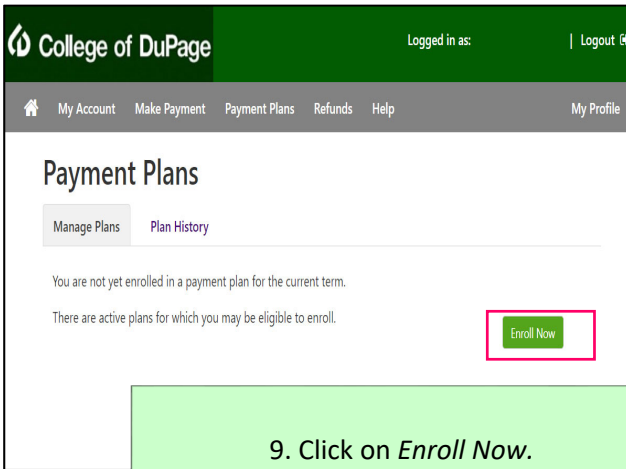 College of DuPage
Logged in as: | Logout
My Account Make Payment Payment Plans Refunds Help My Profile
Payment Plans
Manage Plans Plan History
You are not yet enrolled in a payment plan for the current term.
There are active plans for which you may be eligible to enroll.
Enroll Now
9. Click on Enroll Now.